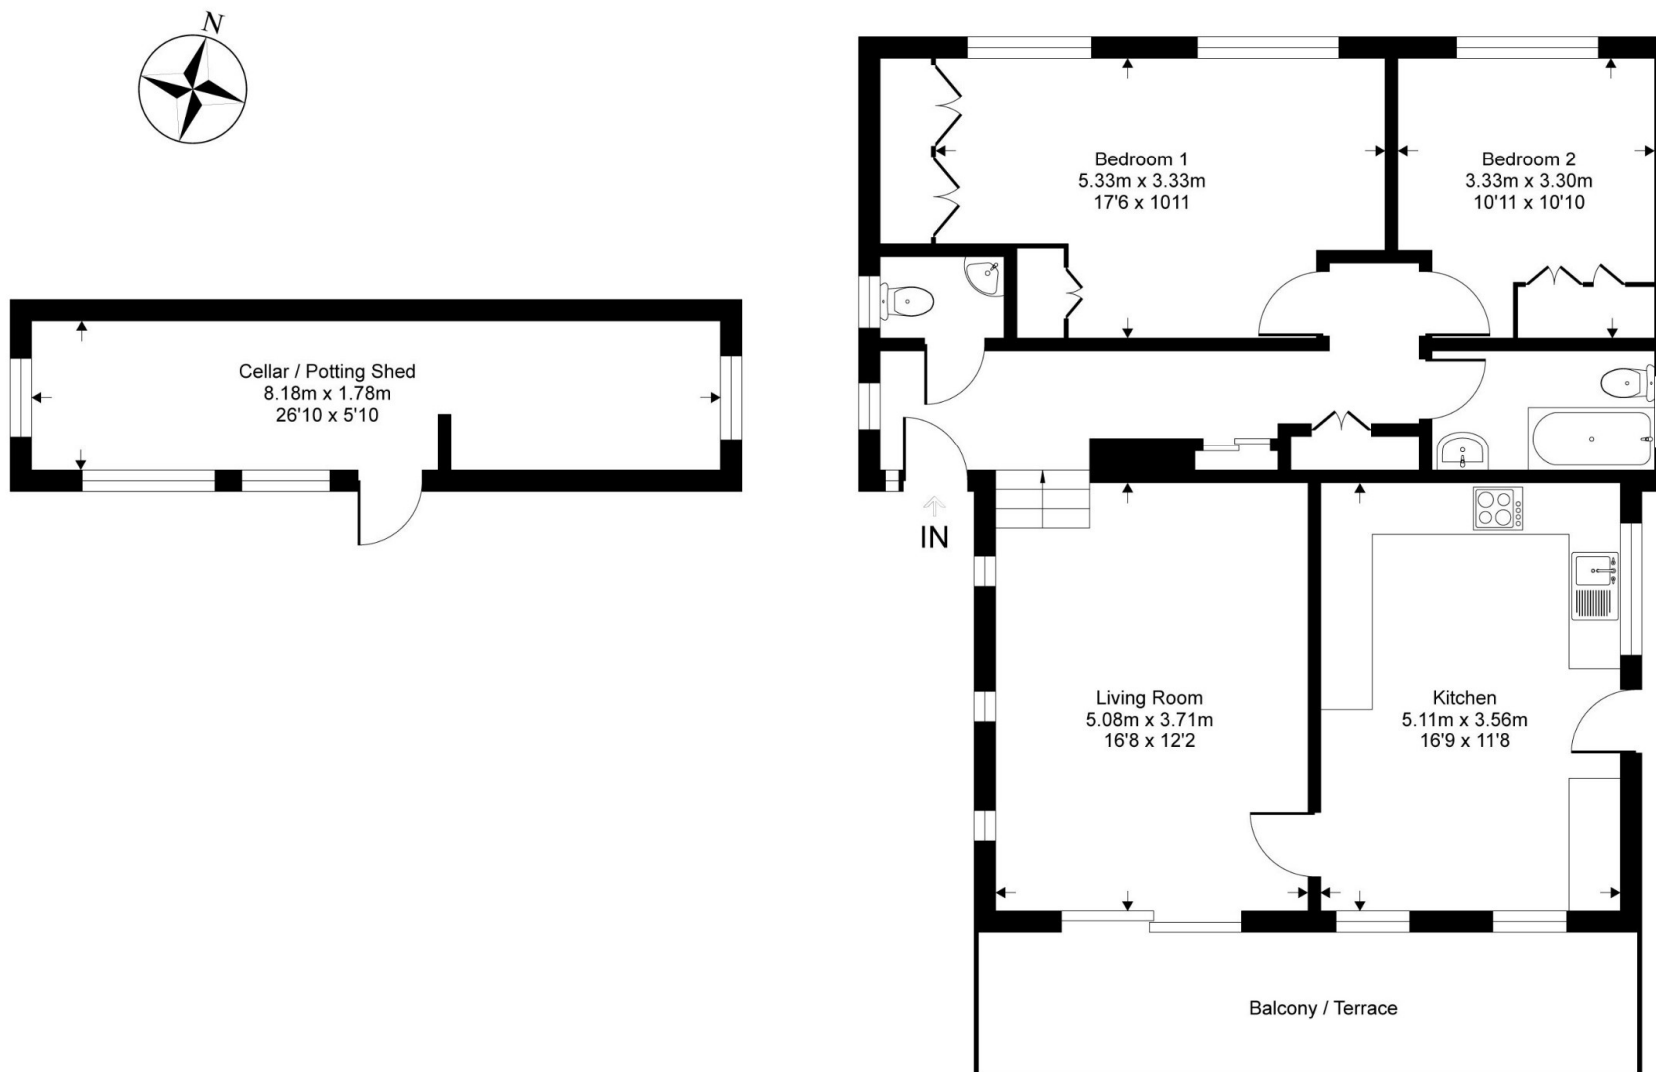 N
Bedroom 1
5.33m x 3.33m
17'6 x 1011
Bedroom 2
3.33m x 3.30m
10'11 x 10'10
Cellar / Potting Shed
8.18m x 1.78m
26'10 x 5'10
IN
Living Room
5.08m x 3.71m
16'8 x 12'2
Kitchen
5.11m x 3.56m
16'9 x 11'8
Balcony / Terrace